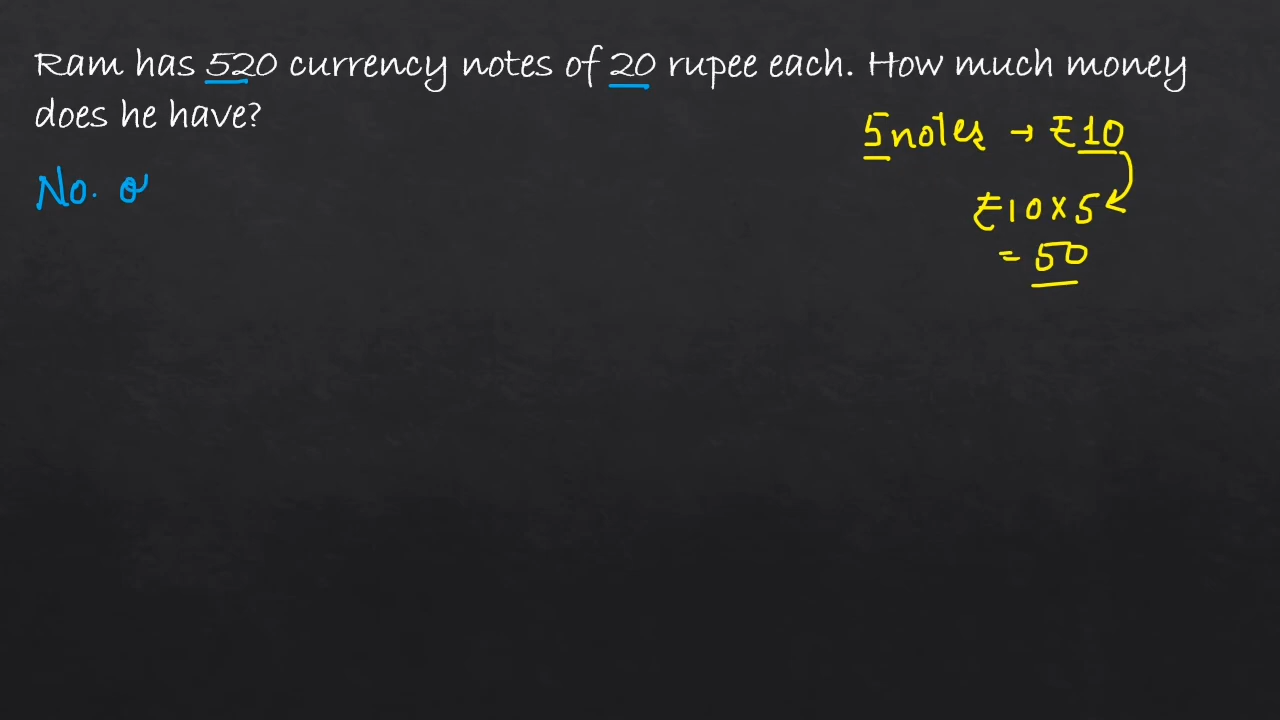 Ram has 520 currency notes of 20 rupee each. How much money
does he have?
5 notes → ₹10
No. o
₹10 × 5
= 50